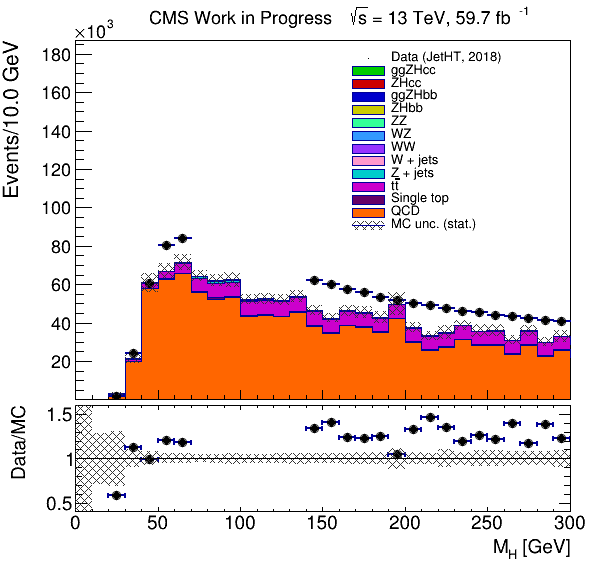 CMS Work in Progress √s = 13 TeV, 59.7 fb⁻¹
×10³
Events/10.0 GeV
180
160
140
120
100
80
60
40
20
Data (JetHT, 2018)
ggZHcc
ZHcc
ggZHbb
ZHbb
ZZ
WZ
WW
W + jets
Z + jets
tt̄
Single top
QCD
MC unc. (stat.)
Data/MC
1.5
1
0.5
0 50 100 150 200 250 300
M_H [GeV]